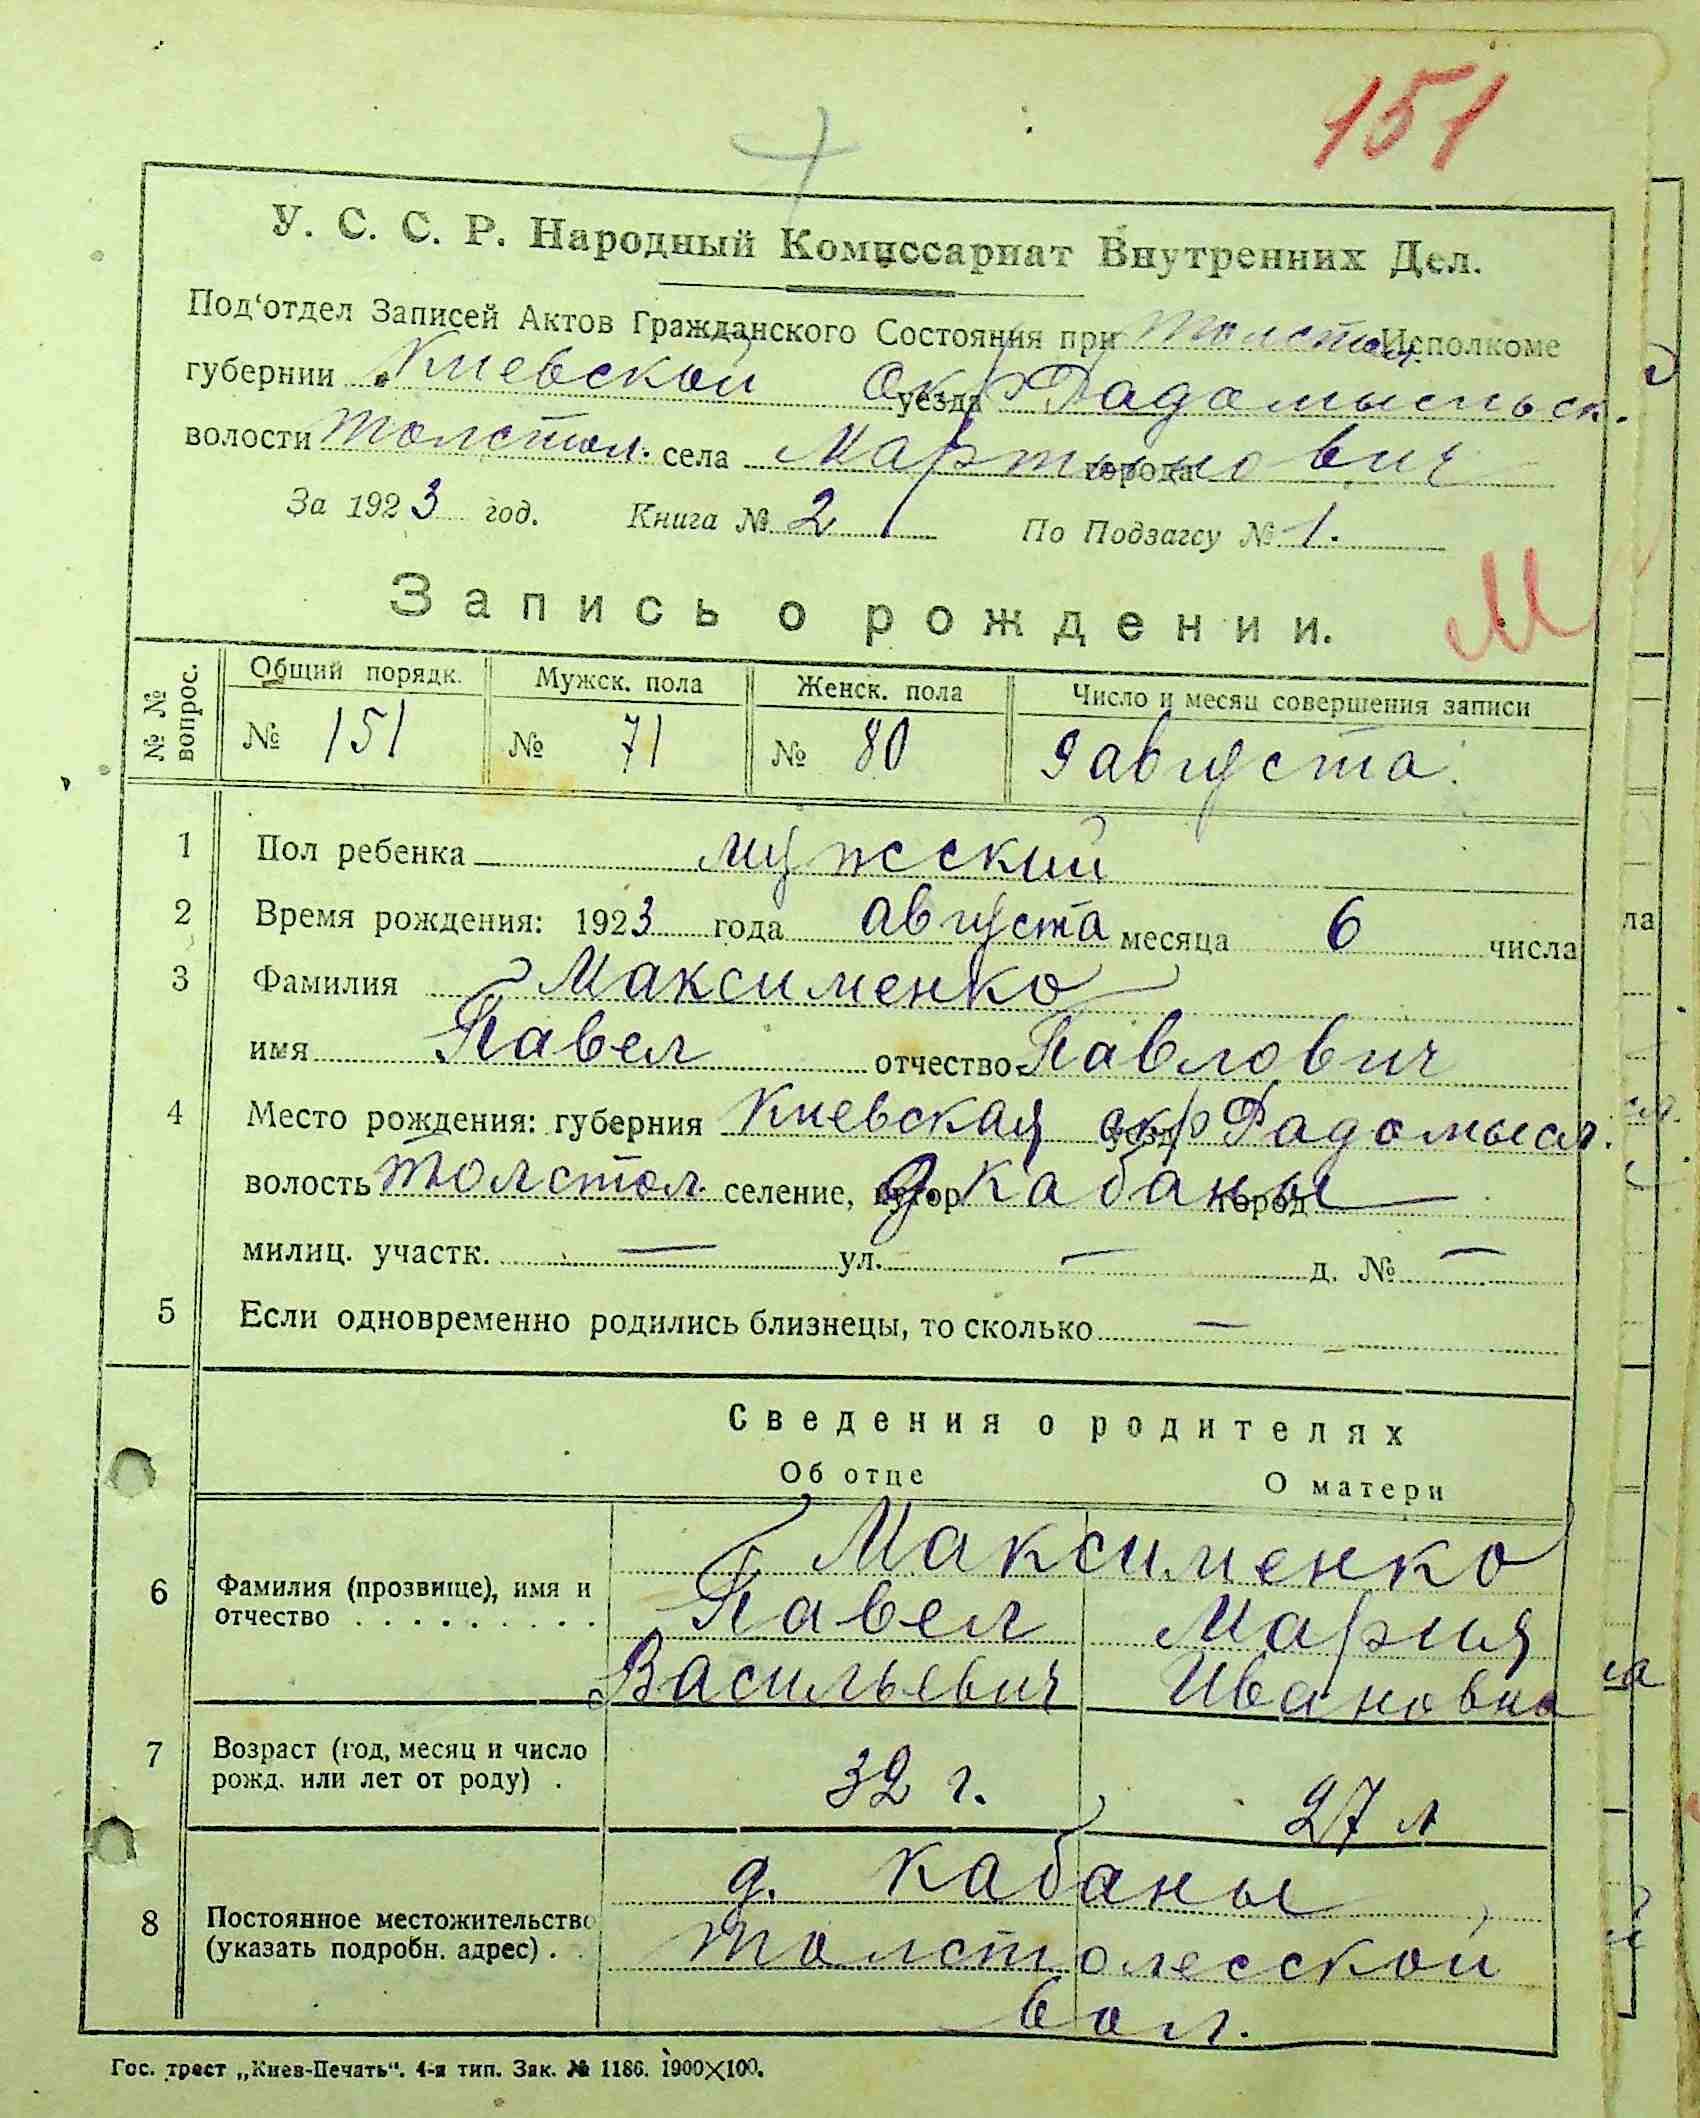 151
У. С. С. Р. Народный Комиссариат Внутренних Дел.
Под'отдел Записей Актов Гражданского Состояния при Толстол. Исполкоме
губернии Киевской окр уезда Радомысльск.
волости Толстол. села Мартынович города
За 1923 год. Книга № 2 По Подзагсу № 1.
Запись о рождении.
М
№ № вопрос. Общий порядк. Мужск. пола Женск. пола Число и месяц совершения записи
№ 151 № 71 № 80 9 августа.
1 Пол ребенка мужский
2 Время рождения: 1923 года августа месяца 6 числа
3 Фамилия Максименко
имя Павел отчество Павлович
4 Место рождения: губерния Киевская окр уезд Радомысл.
волость Толстол. селение, хутор д. Кабаны город —
милиц. участк. — ул. — д. № —
5 Если одновременно родились близнецы, то сколько —
Сведения о родителях
Об отце О матери
Максименко
6 Фамилия (прозвище), имя и отчество . . . . . . . . . Павел Мария
Васильевич Ивановна
7 Возраст (год, месяц и число рожд. или лет от роду) . 32 г. 27 л
д. Кабаны
8 Постоянное местожительство (указать подробн. адрес) . . Толстолесской
вол.
Гос. трест „Киев-Печать“. 4-я тип. Зак. № 1186. 1900×100.